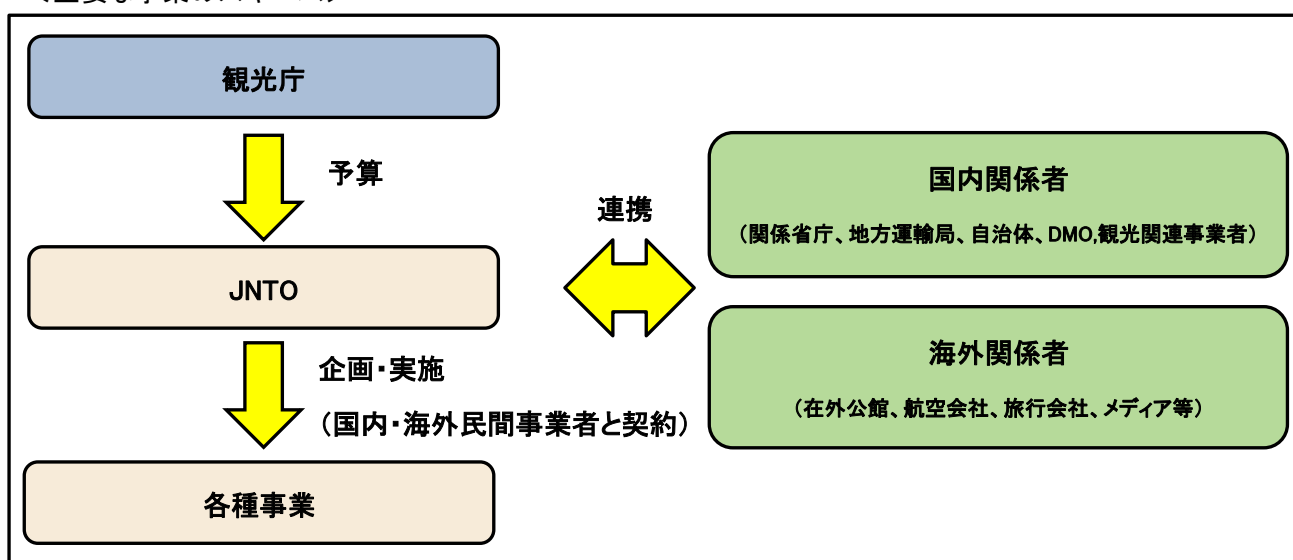 観光庁
予算
JNTO
連携
国内関係者
(関係省庁、地方運輸局、自治体、DMO,観光関連事業者)
海外関係者
(在外公館、航空会社、旅行会社、メディア等)
企画・実施
(国内・海外民間事業者と契約)
各種事業